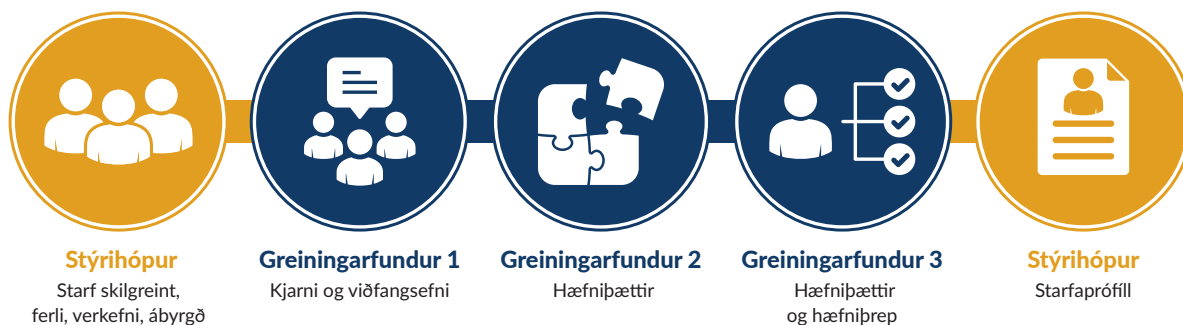 Stýrihópur
Starf skilgreint,
ferli, verkefni, ábyrgð
Greiningarfundur 1
Kjarni og viðfangsefni
Greiningarfundur 2
Hæfniþættir
Greiningarfundur 3
Hæfniþættir
og hæfniþrep
Stýrihópur
Starfaprófíll